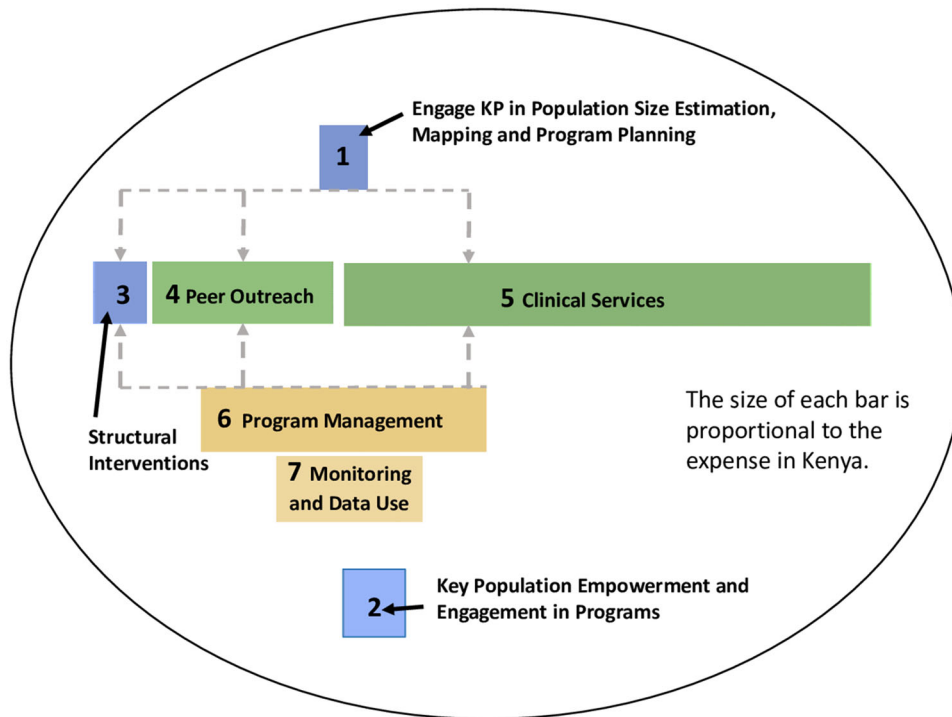 Engage KP in Population Size Estimation,
Mapping and Program Planning
1
3
4 Peer Outreach
5 Clinical Services
6 Program Management
Structural
Interventions
7 Monitoring
and Data Use
The size of each bar is
proportional to the
expense in Kenya.
2
Key Population Empowerment and
Engagement in Programs